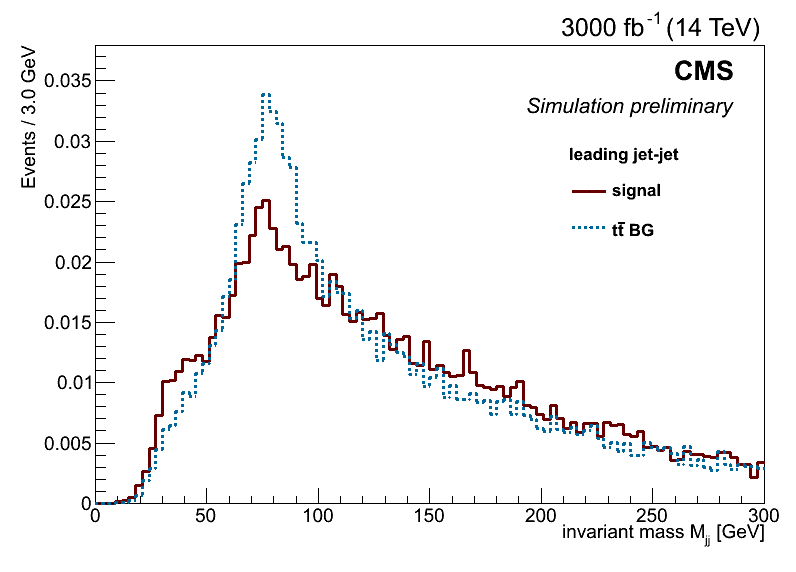 3000 fb⁻¹ (14 TeV)
CMS
Simulation preliminary
leading jet-jet
signal
tt̄ BG
Events / 3.0 GeV
0.035
0.03
0.025
0.02
0.015
0.01
0.005
0
0 50 100 150 200 250 300
invariant mass Mjj [GeV]